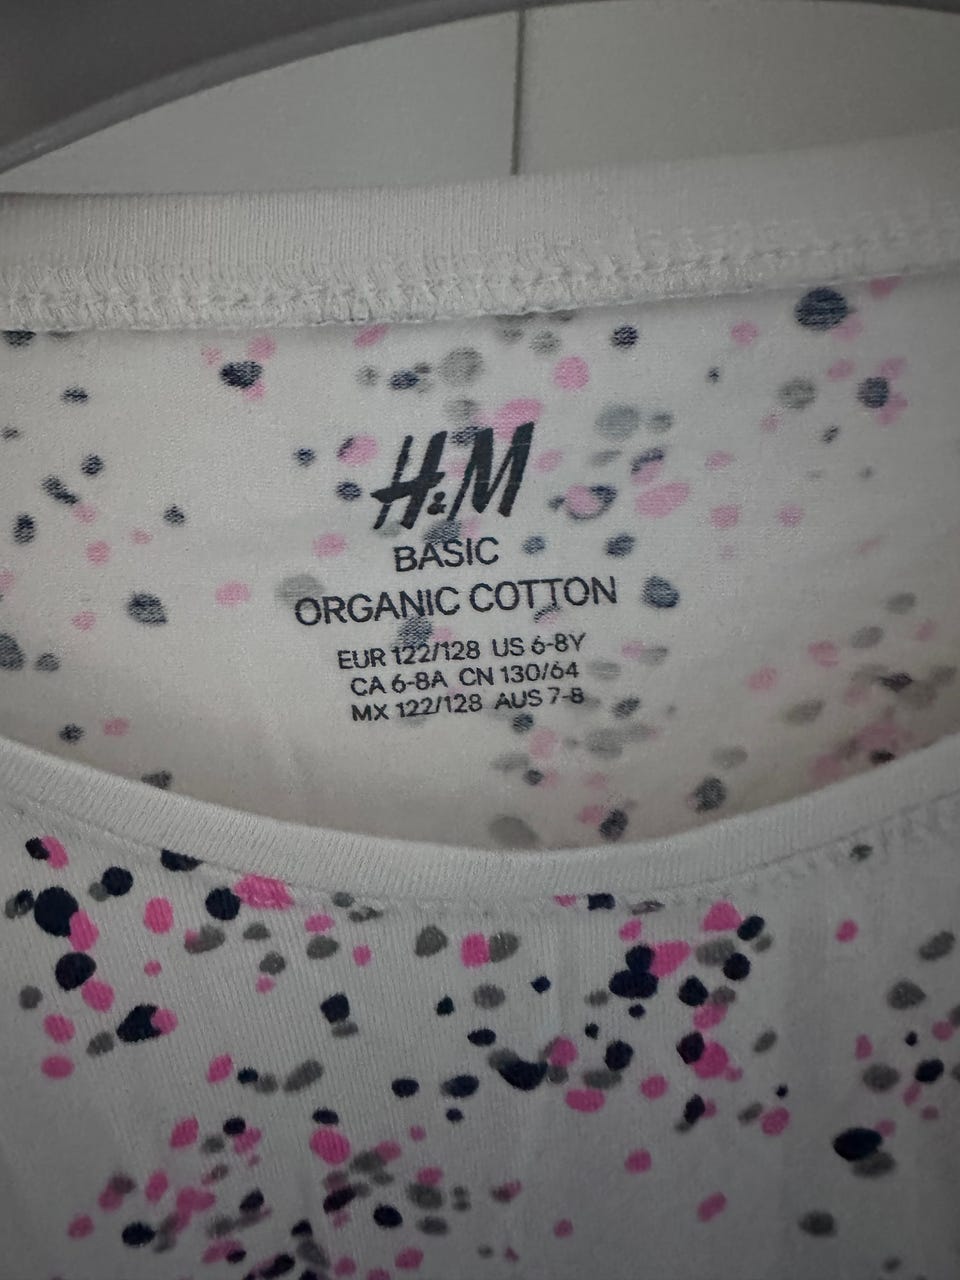 H&M
BASIC
ORGANIC COTTON
EUR 122/128 US 6-8Y
CA 6-8A CN 130/64
MX 122/128 AUS 7-8